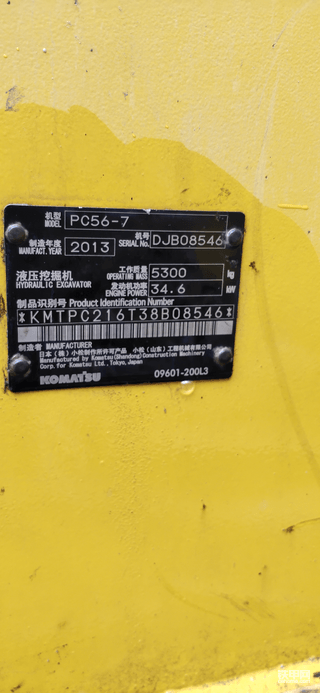 机型 MODEL PC56-7
制造年度 MANUFACT. YEAR 2013 机号 SERIAL No. DJB08546
液压挖掘机 HYDRAULIC EXCAVATOR
工作质量 OPERATING MASS 5300 kg
发动机功率 ENGINE POWER 34.6 kW
制品识别号 Product Identification Number
*KMTPC216T38B08546*
制造者 MANUFACTURER
日本(株)小松制作所许可产品 小松(山东)工程机械有限公司
Manufactured by Komatsu(Shandong)Construction Machinery
Corp. for Komatsu Ltd., Tokyo, Japan
KOMATSU 09601-200L3